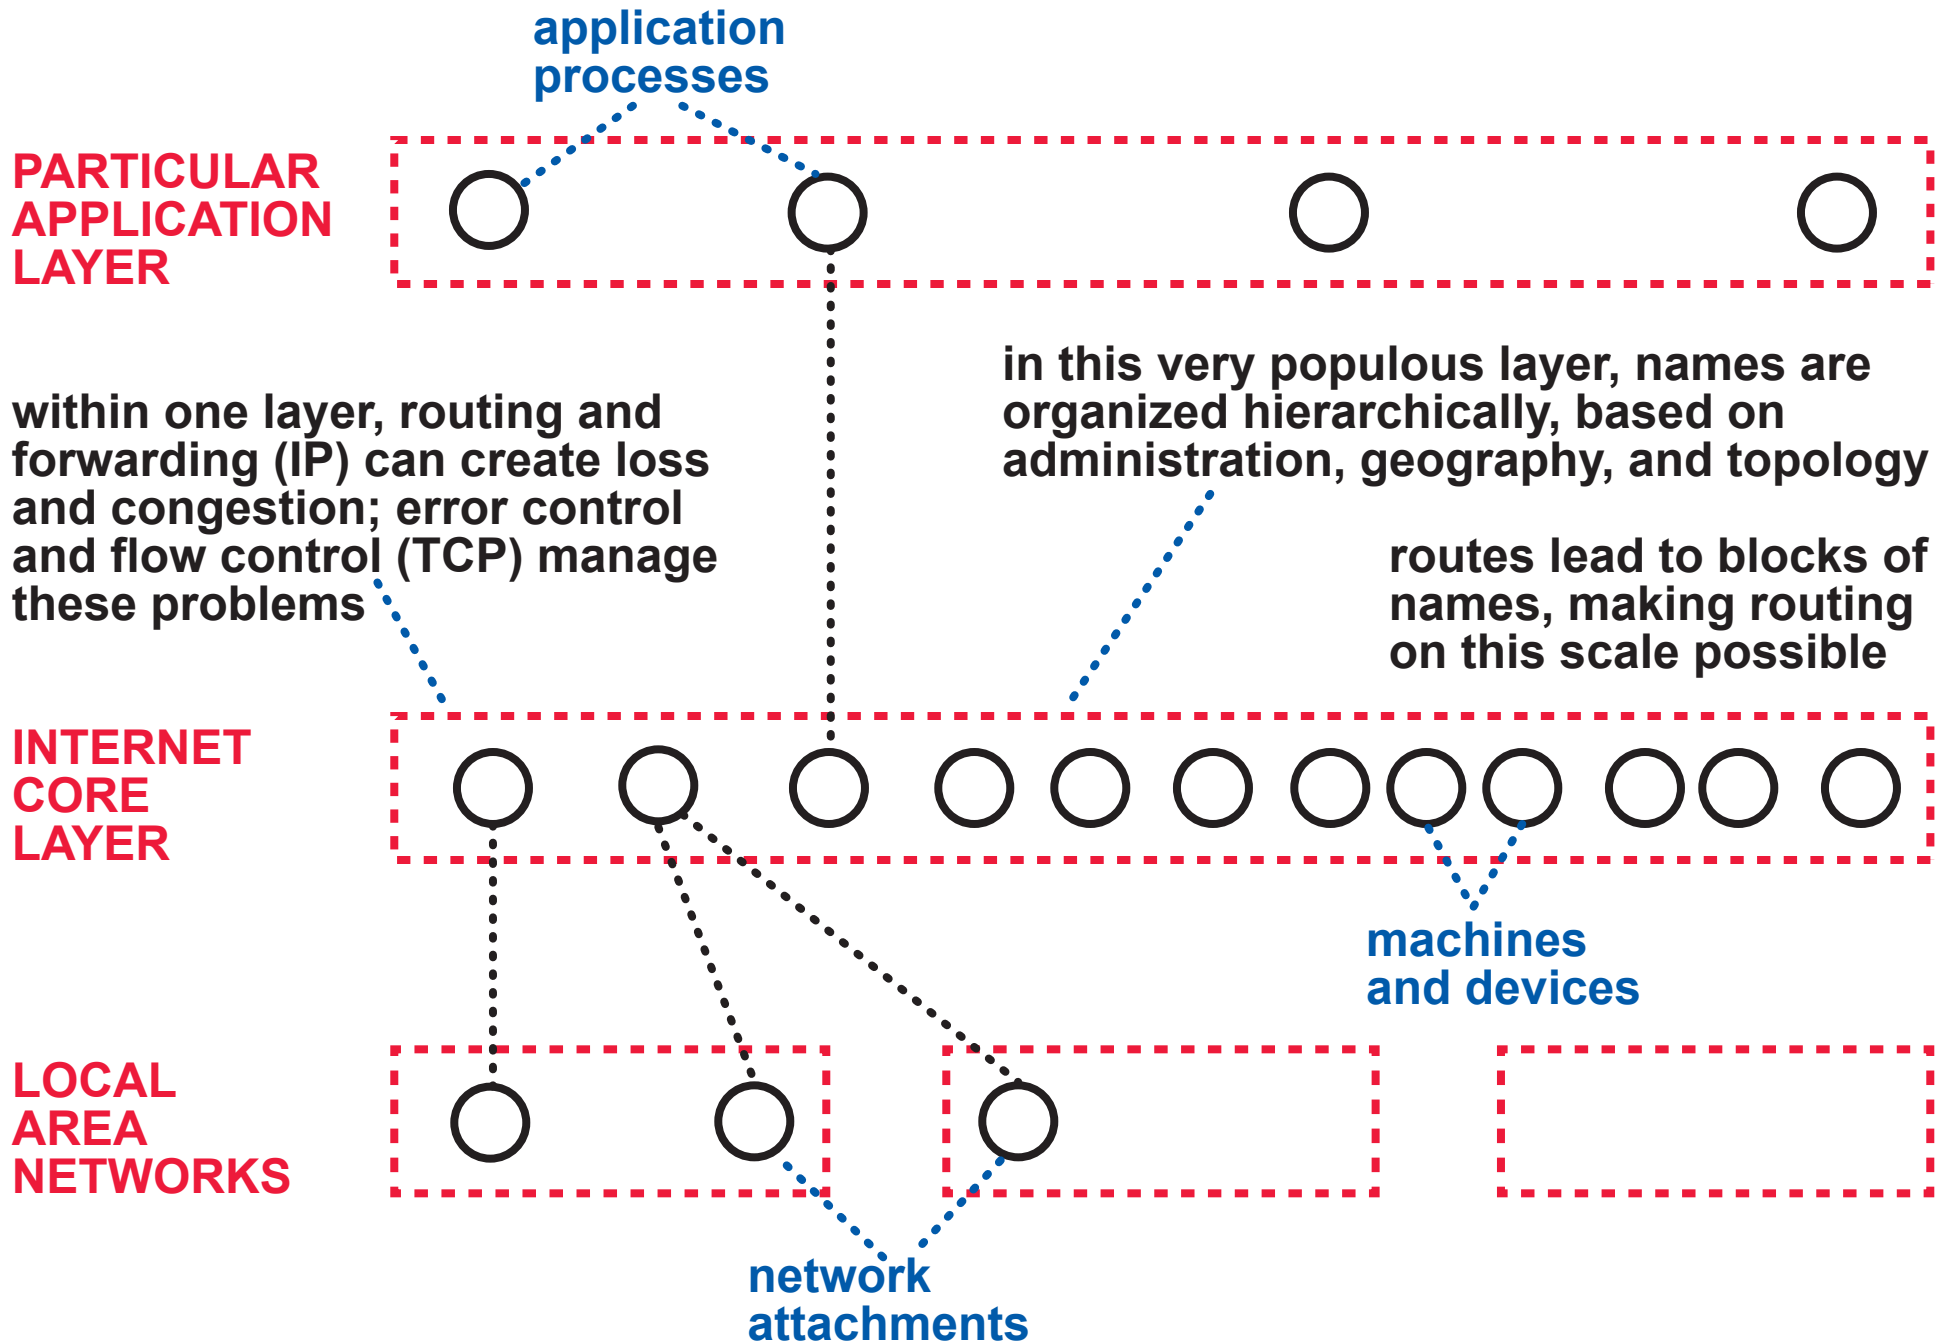 application
processes
PARTICULAR
APPLICATION
LAYER
within one layer, routing and
forwarding (IP) can create loss
and congestion; error control
and flow control (TCP) manage
these problems
in this very populous layer, names are
organized hierarchically, based on
administration, geography, and topology
routes lead to blocks of
names, making routing
on this scale possible
INTERNET
CORE
LAYER
machines
and devices
LOCAL
AREA
NETWORKS
network
attachments